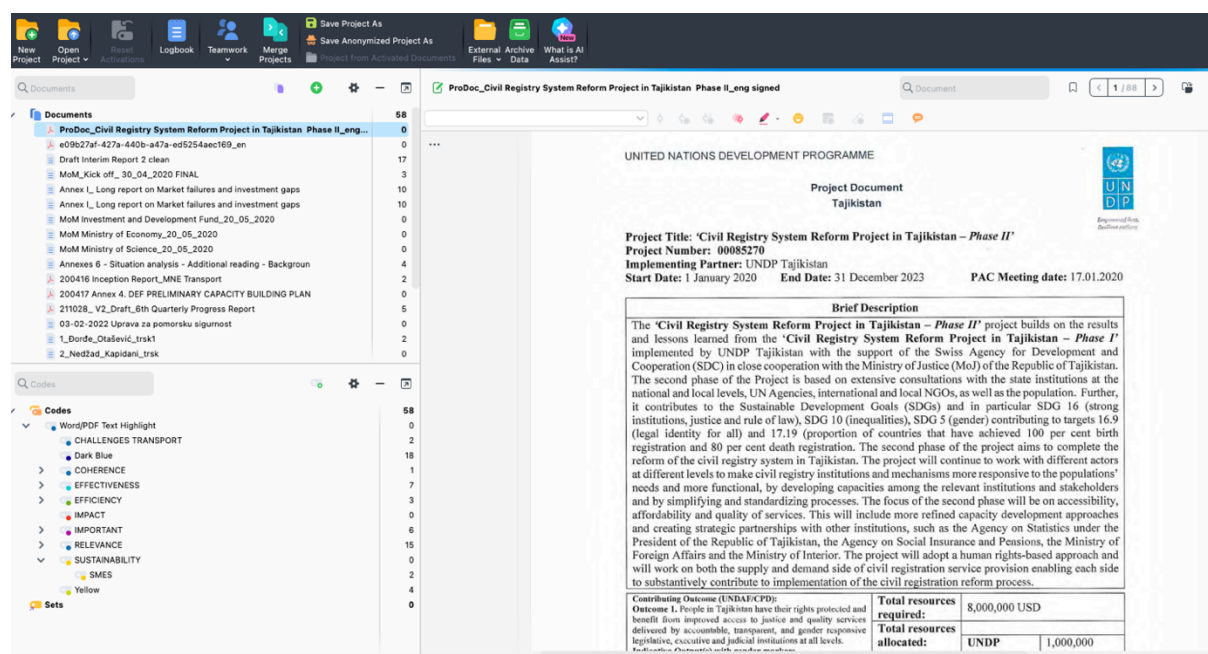 New Project
Open Project
Reset Activations
Logbook
Teamwork
Merge Projects
Save Project As
Save Anonymized Project As
Project from Activated Documents
External Files
Archive Data
New
What is AI Assist?
Documents
Documents 58
ProDoc_Civil Registry System Reform Project in Tajikistan Phase II_eng... 0
e09b27af-427a-440b-a47a-ed5254aec169_en 0
Draft Interim Report 2 clean 17
MoM_Kick off_ 30_04_2020 FINAL 3
Annex I_ Long report on Market failures and investment gaps 10
Annex I_ Long report on Market failures and investment gaps 10
MoM Investment and Development Fund_20_05_2020 0
MoM Ministry of Economy_20_05_2020 0
MoM Ministry of Science_20_05_2020 0
Annexes 6 - Situation analysis - Additional reading - Backgroun 4
200416 Inception Report_MNE Transport 2
200417 Annex 4. DEF PRELIMINARY CAPACITY BUILDING PLAN 0
211028_ V2_Draft_6th Quarterly Progress Report 5
03-02-2022 Uprava za pomorsku sigurnost 0
1_Đorđe_Otašević_trsk1 2
2_Nedžad_Kapidani_trsk 0
Codes
Codes 58
Word/PDF Text Highlight 0
CHALLENGES TRANSPORT 2
Dark Blue 18
COHERENCE 1
EFFECTIVENESS 7
EFFICIENCY 3
IMPACT 0
IMPORTANT 6
RELEVANCE 15
SUSTAINABILITY 0
SMES 2
Yellow 4
Sets 0
ProDoc_Civil Registry System Reform Project in Tajikistan Phase II_eng signed
Document
1 / 88
UNITED NATIONS DEVELOPMENT PROGRAMME
Project Document
Tajikistan
U N
D P
Empowered lives.
Resilient nations.
Project Title: ‘Civil Registry System Reform Project in Tajikistan – Phase II’
Project Number: 00085270
Implementing Partner: UNDP Tajikistan
Start Date: 1 January 2020 End Date: 31 December 2023 PAC Meeting date: 17.01.2020
Brief Description
The ‘Civil Registry System Reform Project in Tajikistan – Phase II’ project builds on the results
and lessons learned from the ‘Civil Registry System Reform Project in Tajikistan – Phase I’
implemented by UNDP Tajikistan with the support of the Swiss Agency for Development and
Cooperation (SDC) in close cooperation with the Ministry of Justice (MoJ) of the Republic of Tajikistan.
The second phase of the Project is based on extensive consultations with the state institutions at the
national and local levels, UN Agencies, international and local NGOs, as well as the population. Further,
it contributes to the Sustainable Development Goals (SDGs) and in particular SDG 16 (strong
institutions, justice and rule of law), SDG 10 (inequalities), SDG 5 (gender) contributing to targets 16.9
(legal identity for all) and 17.19 (proportion of countries that have achieved 100 per cent birth
registration and 80 per cent death registration. The second phase of the project aims to complete the
reform of the civil registry system in Tajikistan. The project will continue to work with different actors
at different levels to make civil registry institutions and mechanisms more responsive to the populations’
needs and more functional, by developing capacities among the relevant institutions and stakeholders
and by simplifying and standardizing processes. The focus of the second phase will be on accessibility,
affordability and quality of services. This will include more refined capacity development approaches
and creating strategic partnerships with other institutions, such as the Agency on Statistics under the
President of the Republic of Tajikistan, the Agency on Social Insurance and Pensions, the Ministry of
Foreign Affairs and the Ministry of Interior. The project will adopt a human rights-based approach and
will work on both the supply and demand side of civil registration service provision enabling each side
to substantively contribute to implementation of the civil registration reform process.
Contributing Outcome (UNDAF/CPD):
Outcome 1. People in Tajikistan have their rights protected and
benefit from improved access to justice and quality services
delivered by accountable, transparent, and gender responsive
legislative, executive and judicial institutions at all levels.
Indicative Output(s) with gender marker:
Total resources required: 8,000,000 USD
Total resources allocated: UNDP 1,000,000